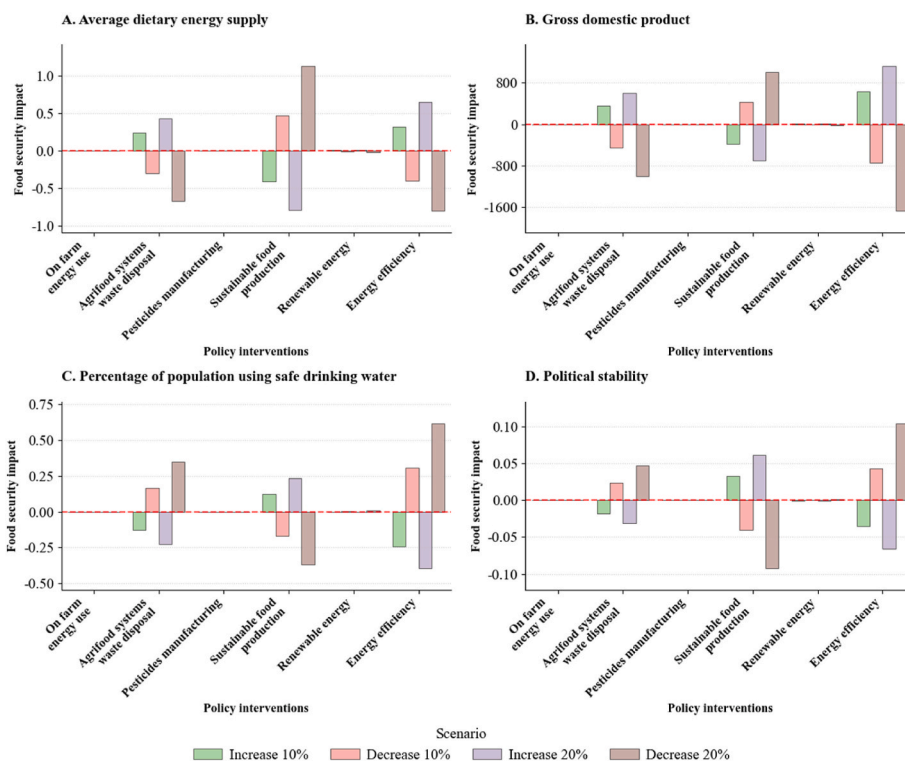 A. Average dietary energy supply
Food security impact
1.0
0.5
0.0
-0.5
-1.0
On farm
energy use
Agrifood systems
waste disposal
Pesticides manufacturing
Sustainable food
production
Renewable energy
Energy efficiency
Policy interventions
B. Gross domestic product
Food security impact
800
0
-800
-1600
On farm
energy use
Agrifood systems
waste disposal
Pesticides manufacturing
Sustainable food
production
Renewable energy
Energy efficiency
Policy interventions
C. Percentage of population using safe drinking water
Food security impact
0.75
0.50
0.25
0.00
-0.25
-0.50
On farm
energy use
Agrifood systems
waste disposal
Pesticides manufacturing
Sustainable food
production
Renewable energy
Energy efficiency
Policy interventions
D. Political stability
Food security impact
0.10
0.05
0.00
-0.05
-0.10
On farm
energy use
Agrifood systems
waste disposal
Pesticides manufacturing
Sustainable food
production
Renewable energy
Energy efficiency
Policy interventions
Scenario
Increase 10%
Decrease 10%
Increase 20%
Decrease 20%